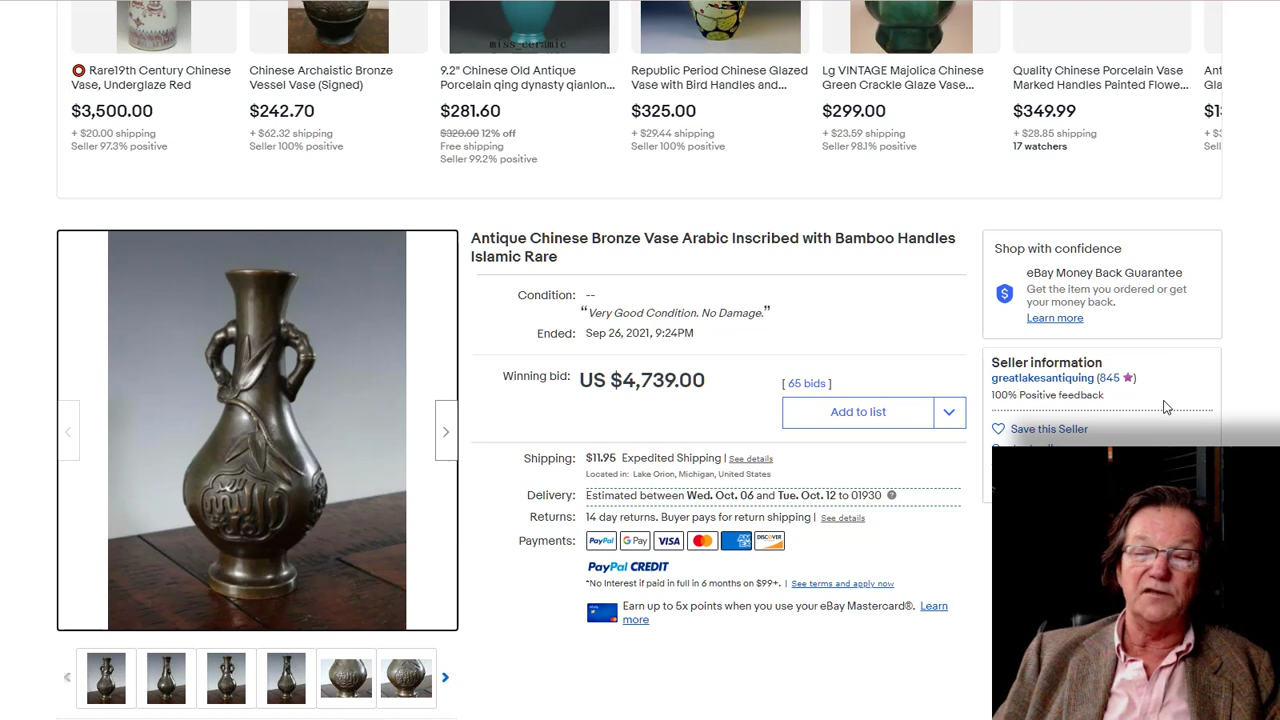 miss_ceramic
Rare19th Century Chinese
Vase, Underglaze Red
$3,500.00
+ $20.00 shipping
Seller 97.3% positive
Chinese Archaistic Bronze
Vessel Vase (Signed)
$242.70
+ $62.32 shipping
Seller 100% positive
9.2" Chinese Old Antique
Porcelain qing dynasty qianlon...
$281.60
$320.00 12% off
Free shipping
Seller 99.2% positive
Republic Period Chinese Glazed
Vase with Bird Handles and...
$325.00
+ $29.44 shipping
Seller 100% positive
Lg VINTAGE Majolica Chinese
Green Crackle Glaze Vase...
$299.00
+ $23.59 shipping
Seller 98.1% positive
Quality Chinese Porcelain Vase
Marked Handles Painted Flowe...
$349.99
+ $28.85 shipping
17 watchers
Antique Chinese Bronze Vase Arabic Inscribed with Bamboo Handles
Islamic Rare
Condition: --
“Very Good Condition. No Damage.”
Ended: Sep 26, 2021, 9:24PM
Winning bid: US $4,739.00
[ 65 bids ]
Add to list
Shipping: $11.95 Expedited Shipping | See details
Located in: Lake Orion, Michigan, United States
Delivery: Estimated between Wed. Oct. 06 and Tue. Oct. 12 to 01930
Returns: 14 day returns. Buyer pays for return shipping | See details
Payments: PayPal G Pay VISA mastercard AMEX DISCOVER
PayPal CREDIT
*No Interest if paid in full in 6 months on $99+. | See terms and apply now
Earn up to 5x points when you use your eBay Mastercard®. Learn
more
Shop with confidence
eBay Money Back Guarantee
Get the item you ordered or get
your money back.
Learn more
Seller information
greatlakesantiquing (845)
100% Positive feedback
Save this Seller